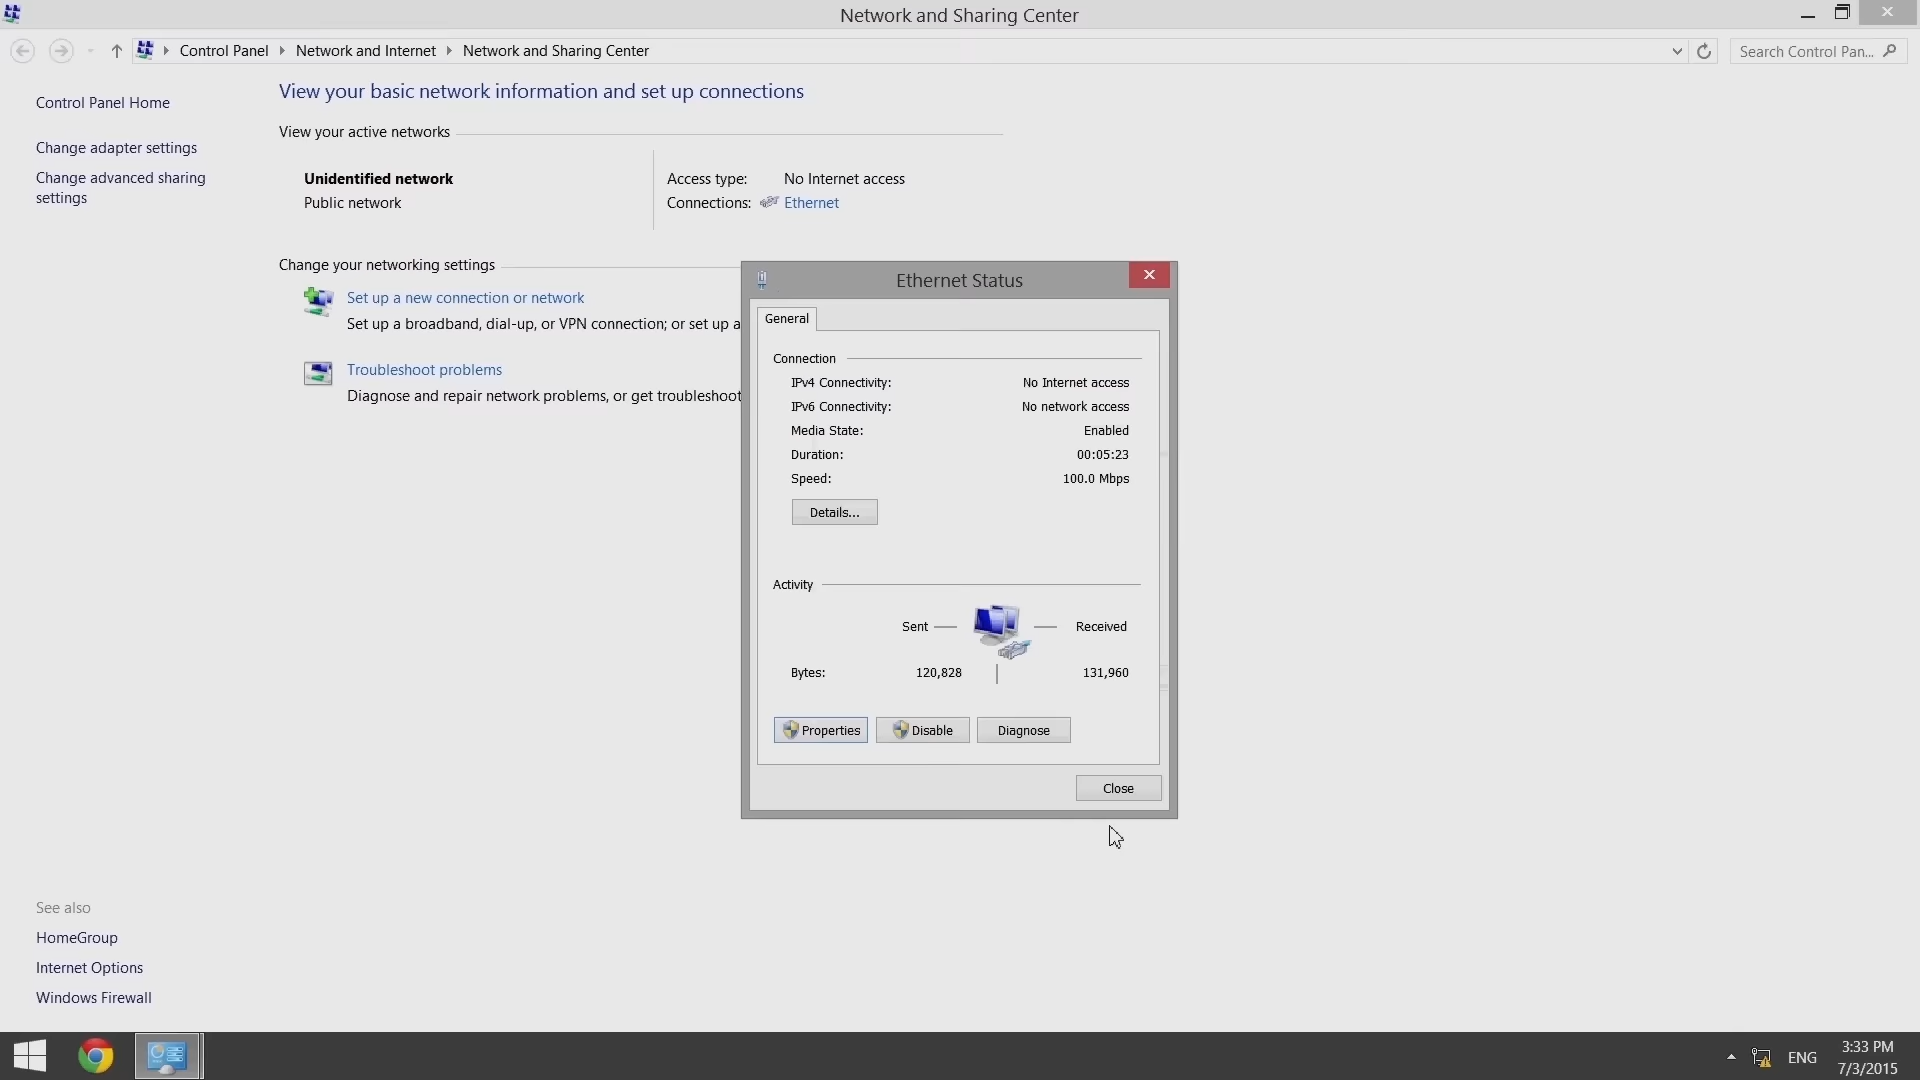 Network and Sharing Center
Control Panel
Network and Internet
Network and Sharing Center
Search Control Pan...
Control Panel Home
Change adapter settings
Change advanced sharing
settings
View your basic network information and set up connections
View your active networks
Unidentified network
Public network
Access type: No Internet access
Connections: Ethernet
Change your networking settings
Set up a new connection or network
Set up a broadband, dial-up, or VPN connection; or set up a
Troubleshoot problems
Diagnose and repair network problems, or get troubleshoot
Ethernet Status
General
Connection
IPv4 Connectivity: No Internet access
IPv6 Connectivity: No network access
Media State: Enabled
Duration: 00:05:23
Speed: 100.0 Mbps
Details...
Activity
Sent Received
Bytes: 120,828 131,960
Properties Disable Diagnose
Close
See also
HomeGroup
Internet Options
Windows Firewall
ENG
3:33 PM
7/3/2015